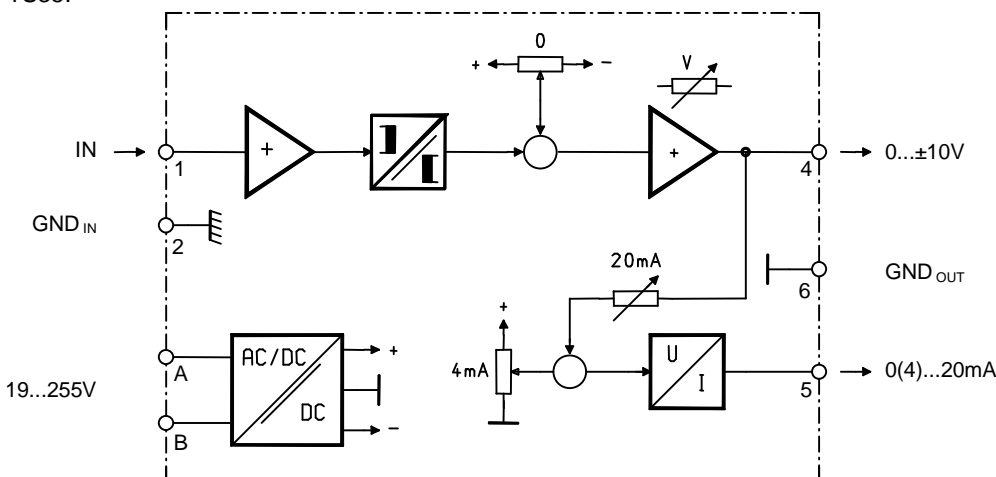 0
+ −
V
IN 1 + + 4 0...±10V
GND IN 2
20mA
6 GND OUT
+
A AC/DC +
4mA U I 5 0(4)...20mA
19...255V
DC
B −